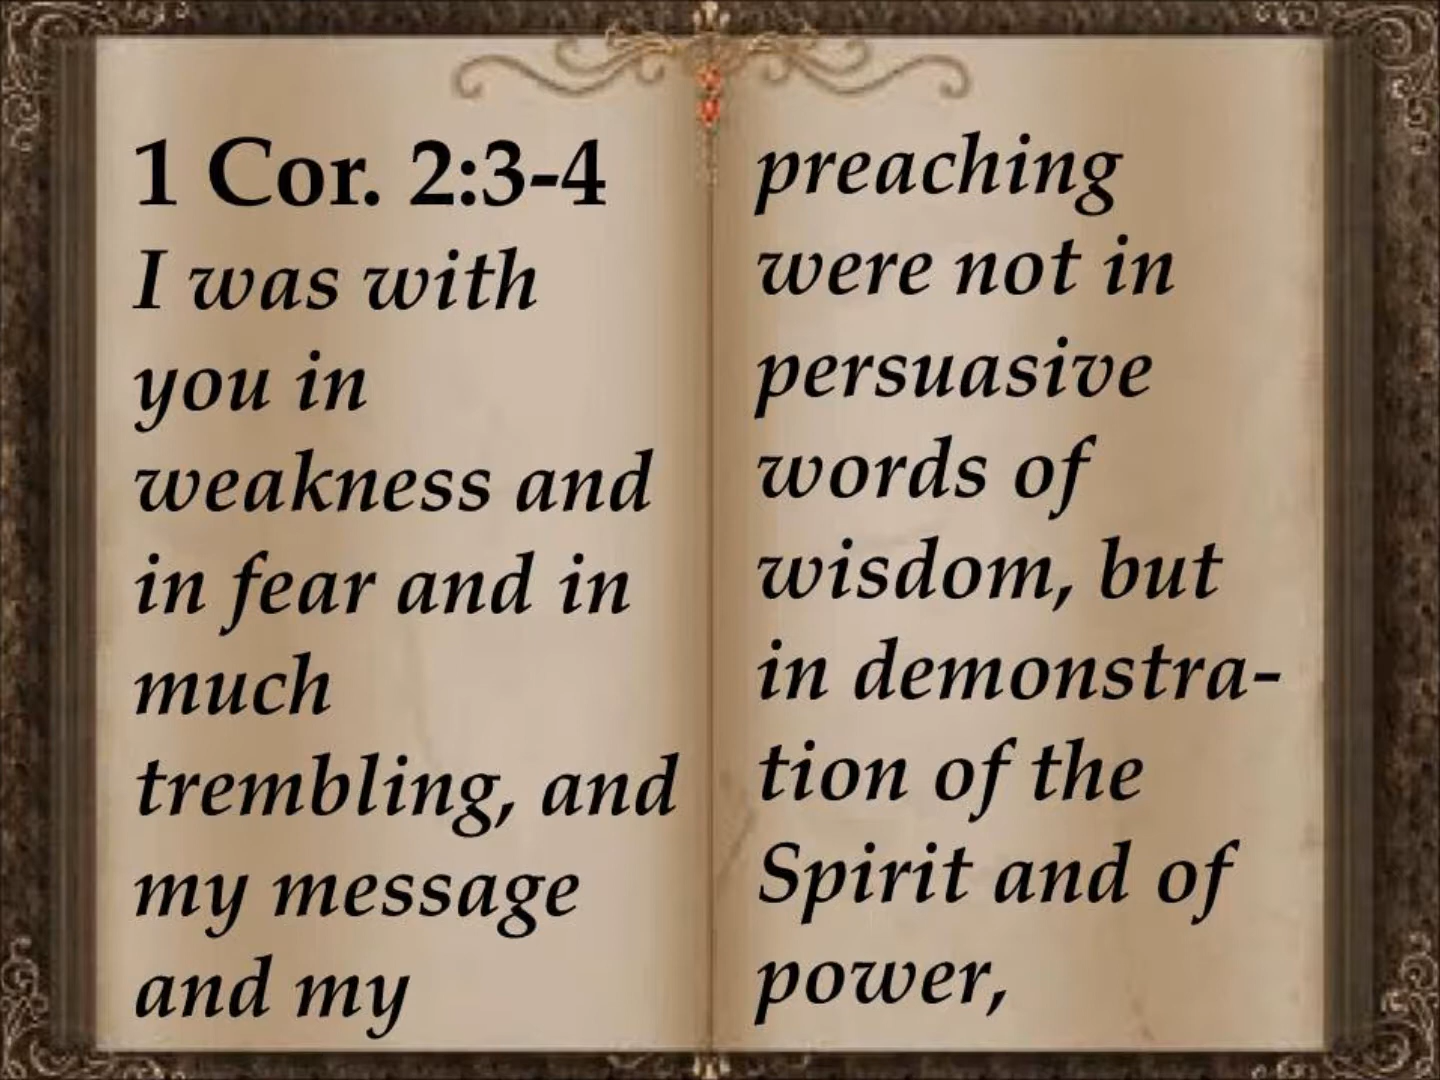 1 Cor. 2:3-4
I was with
you in
weakness and
in fear and in
much
trembling, and
my message
and my
preaching
were not in
persuasive
words of
wisdom, but
in demonstra-
tion of the
Spirit and of
power,